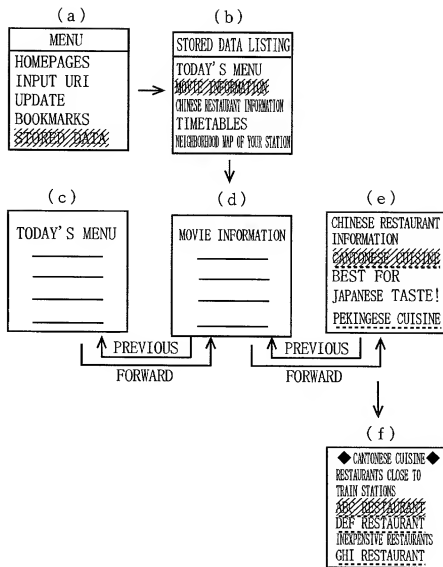 (a)
MENU
HOMEPAGES
INPUT URI
UPDATE
BOOKMARKS
STORED DATA
(b)
STORED DATA LISTING
TODAY'S MENU
MOVIE INFORMATION
CHINESE RESTAURANT INFORMATION
TIMETABLES
NEIGHBORHOOD MAP OF YOUR STATION
(c)
TODAY'S MENU
(d)
MOVIE INFORMATION
(e)
CHINESE RESTAURANT
INFORMATION
CANTONESE CUISINE
BEST FOR
JAPANESE TASTE!
PEKINGESE CUISINE
PREVIOUS
FORWARD
PREVIOUS
FORWARD
(f)
◆ CANTONESE CUISINE ◆
RESTAURANTS CLOSE TO
TRAIN STATIONS
ABC RESTAURANT
DEF RESTAURANT
INEXPENSIVE RESTAURANTS
GHI RESTAURANT